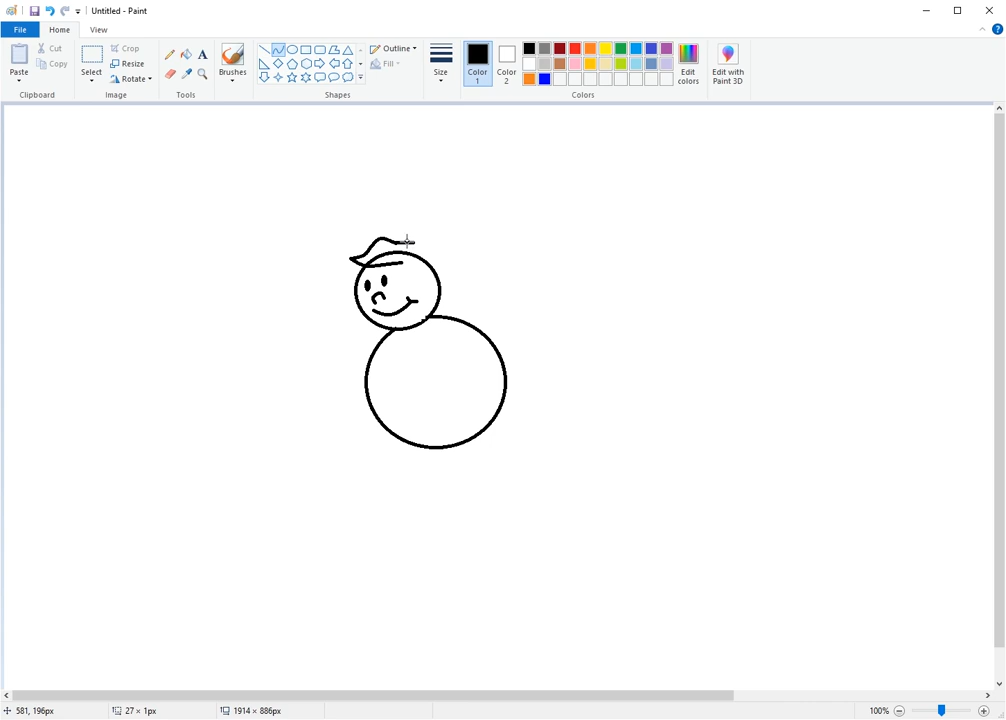 Untitled - Paint
File Home View
Paste
Cut
Copy
Clipboard
Select
Crop
Resize
Rotate
Image
A
Tools
Brushes
Outline
Fill
Shapes
Size
Color 1
Color 2
Colors
Edit colors
Edit with Paint 3D
581, 196px
27 × 1px
1914 × 886px
100%